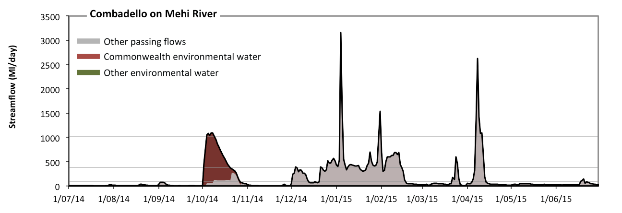 Combadello on Mehi River
Streamflow (Ml/day)
3500
3000
2500
2000
1500
1000
500
0
Other passing flows
Commonwealth environmental water
Other environmental water
1/07/14 1/08/14 1/09/14 1/10/14 1/11/14 1/12/14 1/01/15 1/02/15 1/03/15 1/04/15 1/05/15 1/06/15